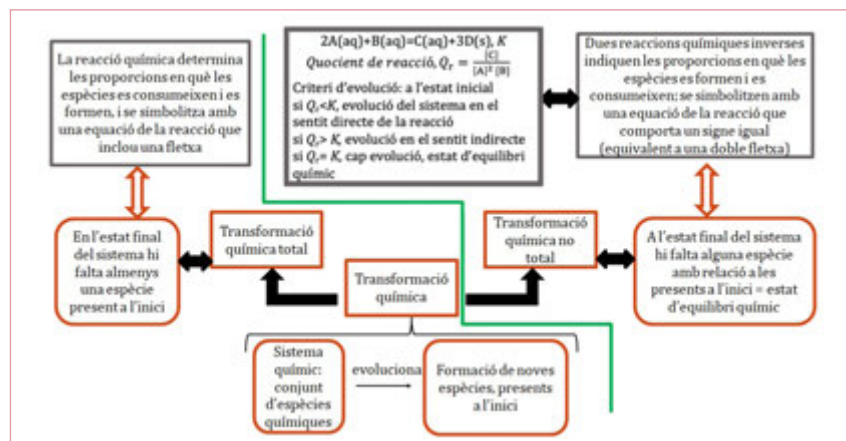 La reacció química determina
les proporcions en què les
espècies es consumeixen i es
formen, i se simbolitza amb
una equació de la reacció que
inclou una fletxa
2A(aq)+B(aq)=C(aq)+3D(s), K
Quocient de reacció, Qr = [C] / [A]² [B]
Criteri d'evolució: a l'estat inicial
si Qr<K, evolució del sistema en el
sentit directe de la reacció
si Qr> K, evolució en el sentit indirecte
si Qr= K, cap evolució, estat d'equilibri
químic
Dues reaccions químiques inverses
indiquen les proporcions en què les
espècies es formen i es
consumeixen; se simbolitzen amb
una equació de la reacció que
comporta un signe igual
(equivalent a una doble fletxa)
En l'estat final
del sistema hi
falta almenys
una espècie
present a l'inici
Transformació
química total
Transformació
química
Transformació
química no
total
A l'estat final del sistema
hi falta alguna espècie
amb relació a les
presents a l'inici = estat
d'equilibri químic
Sistema
químic:
conjunt
d'espècies
químiques
evoluciona
Formació de noves
espècies, presents
a l'inici